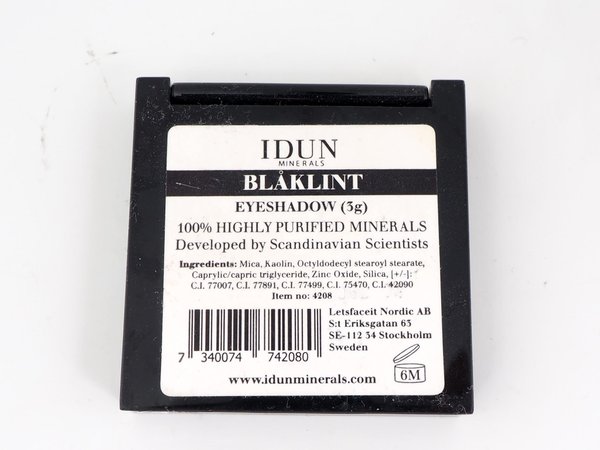 IDUN
MINERALS
BLÅKLINT
EYESHADOW (3g)
100% HIGHLY PURIFIED MINERALS
Developed by Scandinavian Scientists
Ingredients: Mica, Kaolin, Octyldodecyl stearoyl stearate,
Caprylic/capric triglyceride, Zinc Oxide, Silica, [+/-]:
C.I. 77007, C.I. 77891, C.I. 77499, C.I. 75470, C.I. 42090
Item no: 4208
Letsfaceit Nordic AB
S:t Eriksgatan 63
SE-112 34 Stockholm
Sweden
7 340074 742080
www.idunminerals.com
6M